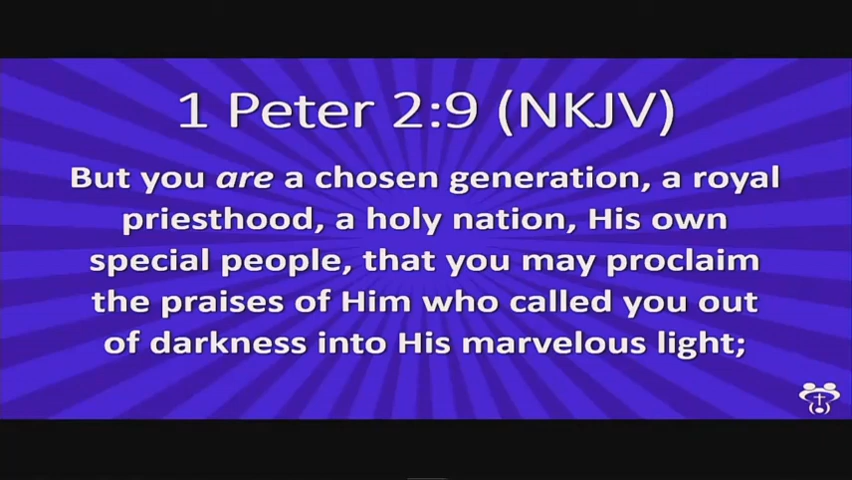 1 Peter 2:9 (NKJV)
But you are a chosen generation, a royal
priesthood, a holy nation, His own
special people, that you may proclaim
the praises of Him who called you out
of darkness into His marvelous light;